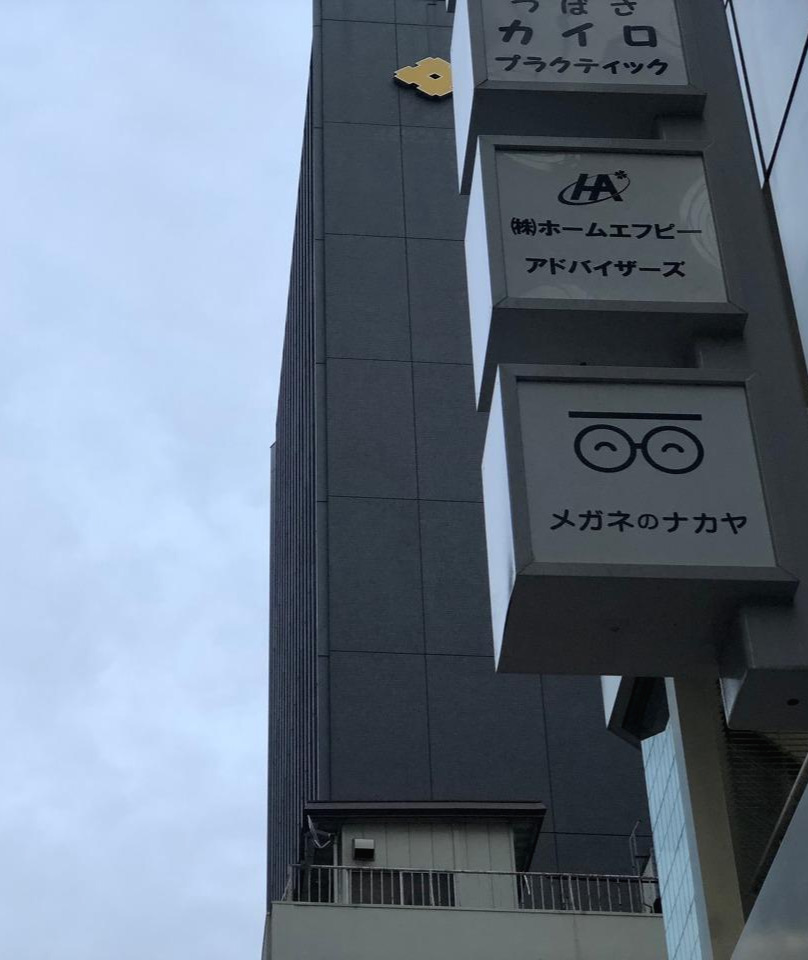 つばさ
カイロ
プラクティック
HA
㈱ホームエフピー
アドバイザーズ
メガネのナカヤ